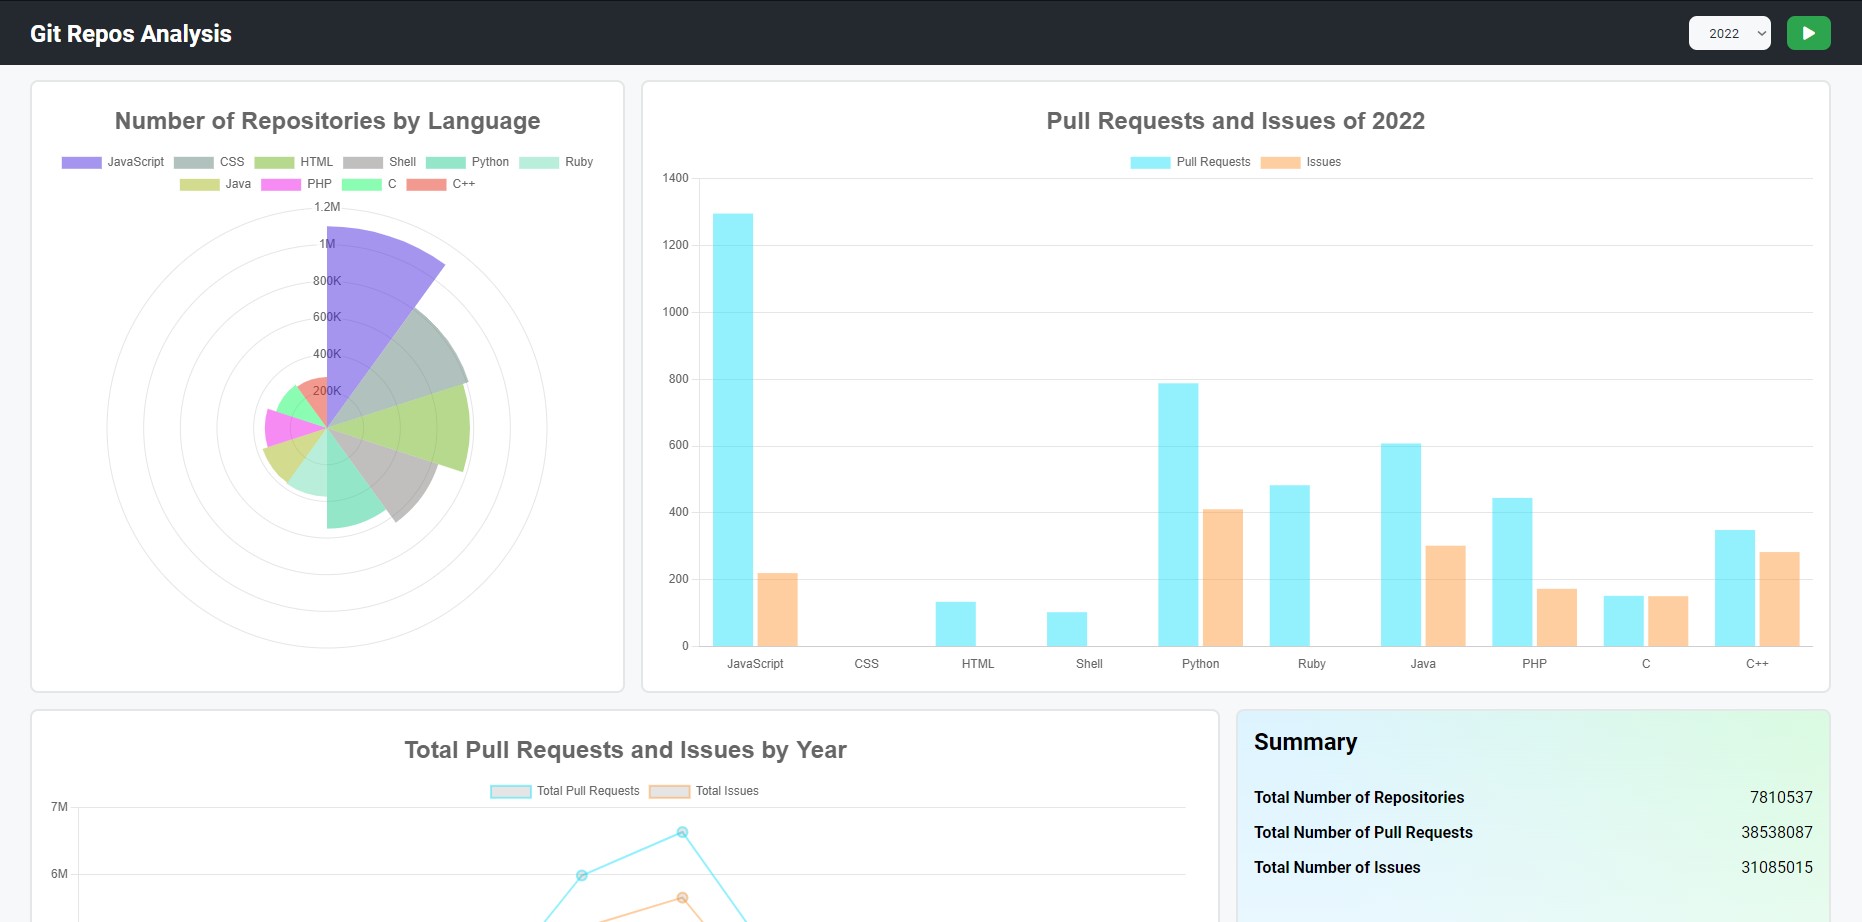 Git Repos Analysis
2022
Number of Repositories by Language
JavaScript CSS HTML Shell Python Ruby
Java PHP C C++
1.2M
1M
800K
600K
400K
200K
Pull Requests and Issues of 2022
Pull Requests Issues
1400
1200
1000
800
600
400
200
0
JavaScript CSS HTML Shell Python Ruby Java PHP C C++
Total Pull Requests and Issues by Year
Total Pull Requests Total Issues
7M
6M
Summary
Total Number of Repositories 7810537
Total Number of Pull Requests 38538087
Total Number of Issues 31085015